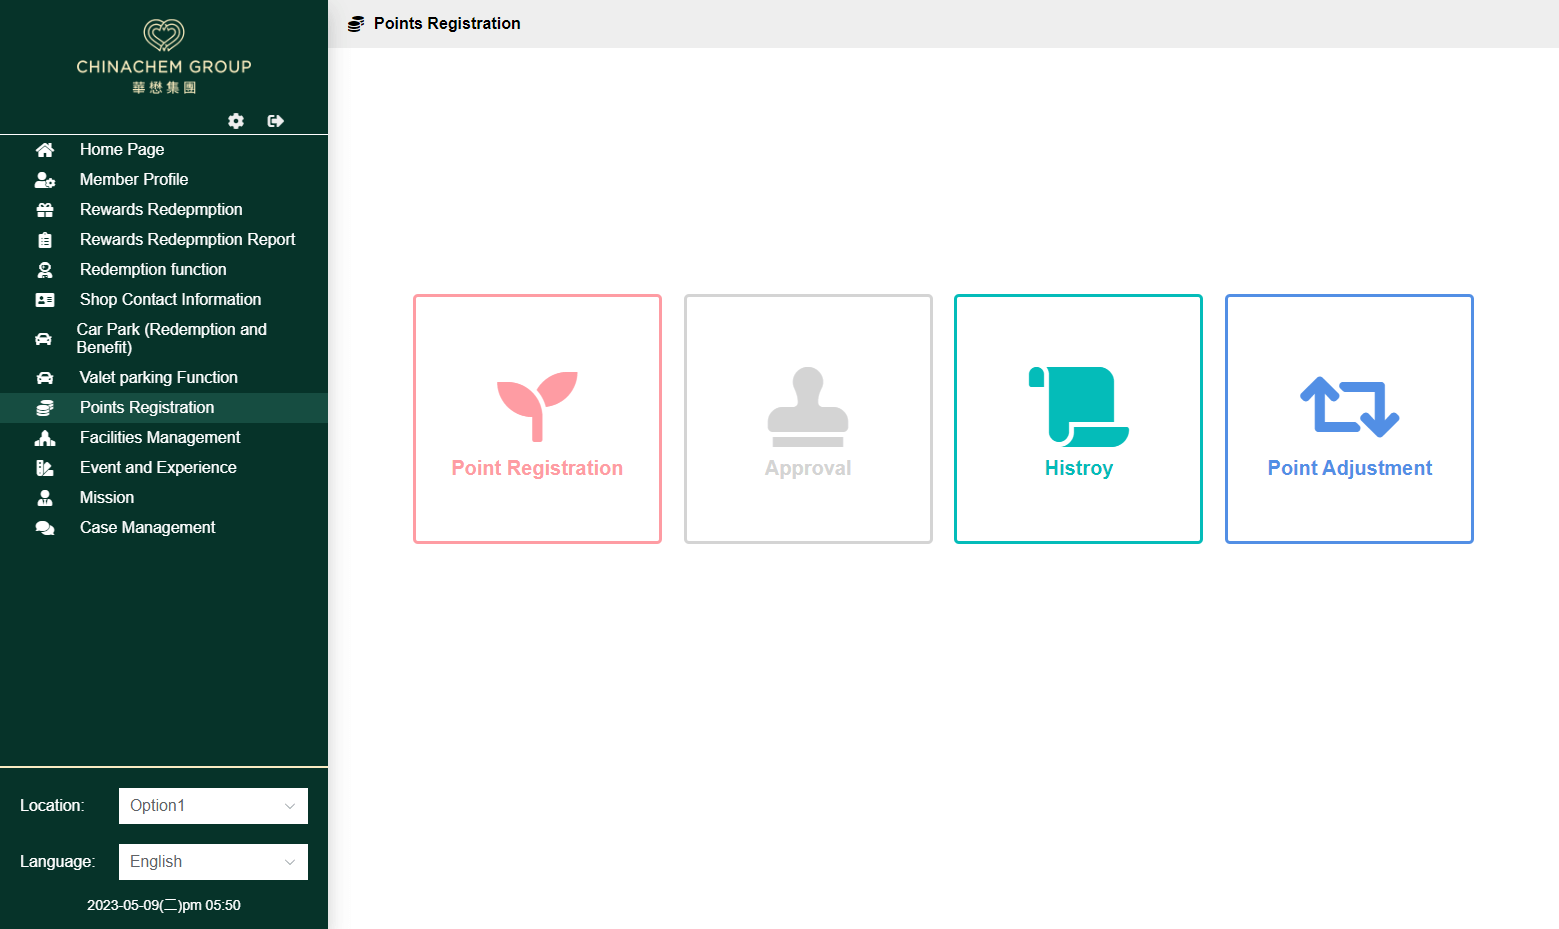 CHINACHEM GROUP
華懋集團
Home Page
Member Profile
Rewards Redepmption
Rewards Redepmption Report
Redemption function
Shop Contact Information
Car Park (Redemption and
Benefit)
Valet parking Function
Points Registration
Facilities Management
Event and Experience
Mission
Case Management
Location:
Option1
Language:
English
2023-05-09(二)pm 05:50
Points Registration
Point Registration
Approval
Histroy
Point Adjustment